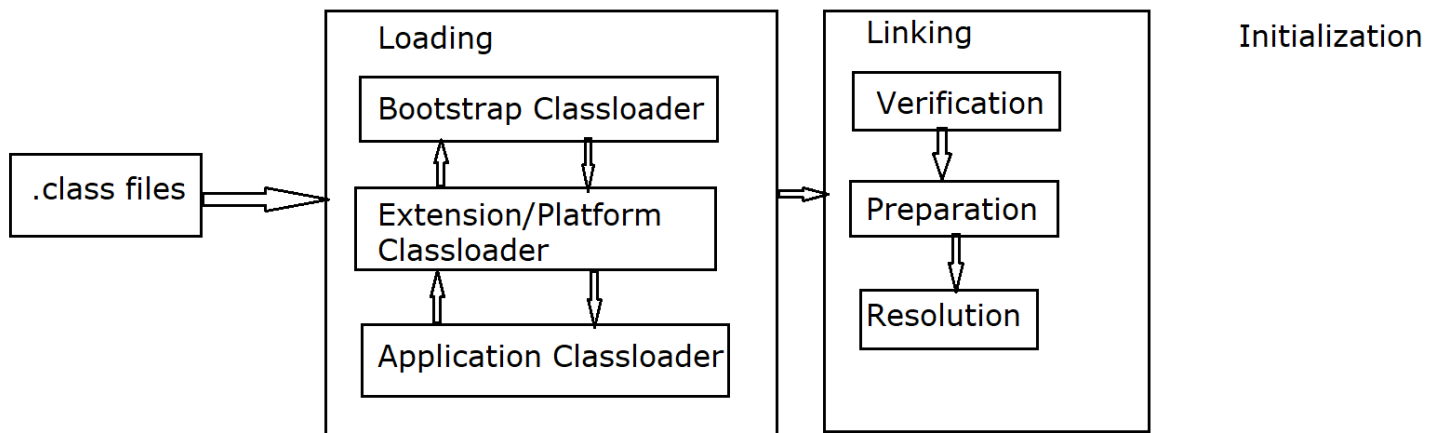 .class files
Loading
Bootstrap Classloader
Extension/Platform
Classloader
Application Classloader
Linking
Verification
Preparation
Resolution
Initialization